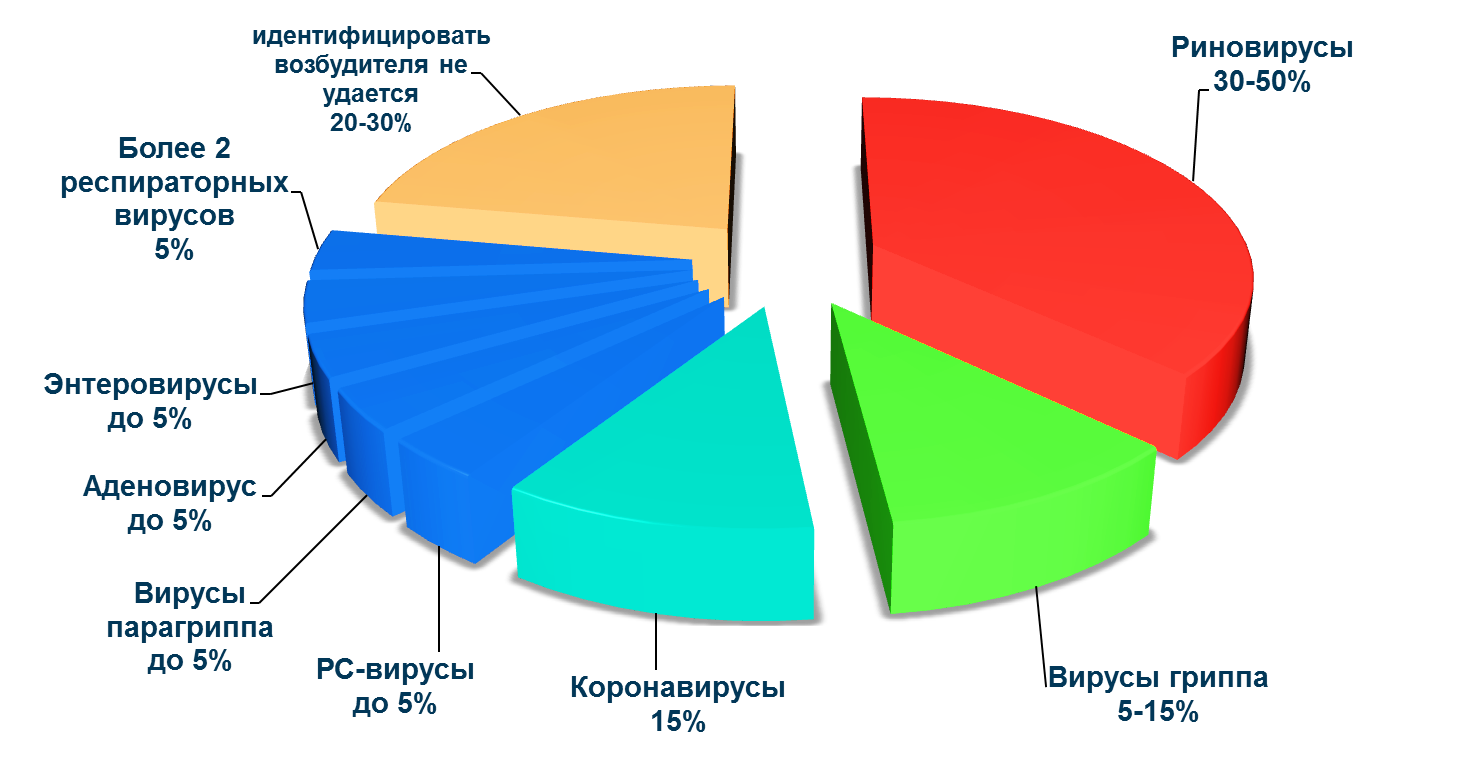 идентифицировать
возбудителя не
удается
20-30%
Риновирусы
30-50%
Более 2
респираторных
вирусов
5%
Энтеровирусы
до 5%
Аденовирус
до 5%
Вирусы
парагриппа
до 5%
РС-вирусы
до 5%
Коронавирусы
15%
Вирусы гриппа
5-15%